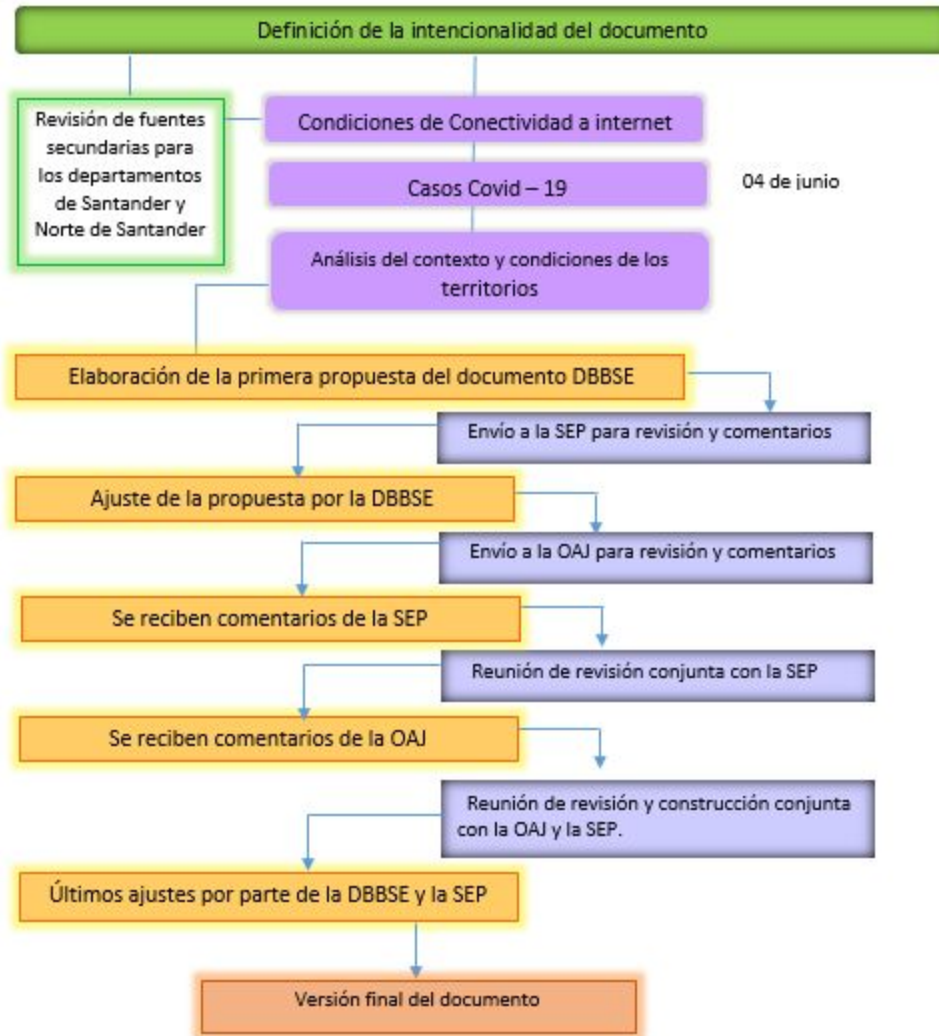 Definición de la intencionalidad del documento
Revisión de fuentes
secundarias para
los departamentos
de Santander y
Norte de Santander
Condiciones de Conectividad a internet
Casos Covid – 19
04 de junio
Análisis del contexto y condiciones de los
territorios
Elaboración de la primera propuesta del documento DBBSE
Envío a la SEP para revisión y comentarios
Ajuste de la propuesta por la DBBSE
Envío a la OAJ para revisión y comentarios
Se reciben comentarios de la SEP
Reunión de revisión conjunta con la SEP
Se reciben comentarios de la OAJ
Reunión de revisión y construcción conjunta
con la OAJ y la SEP.
Últimos ajustes por parte de la DBBSE y la SEP
Versión final del documento